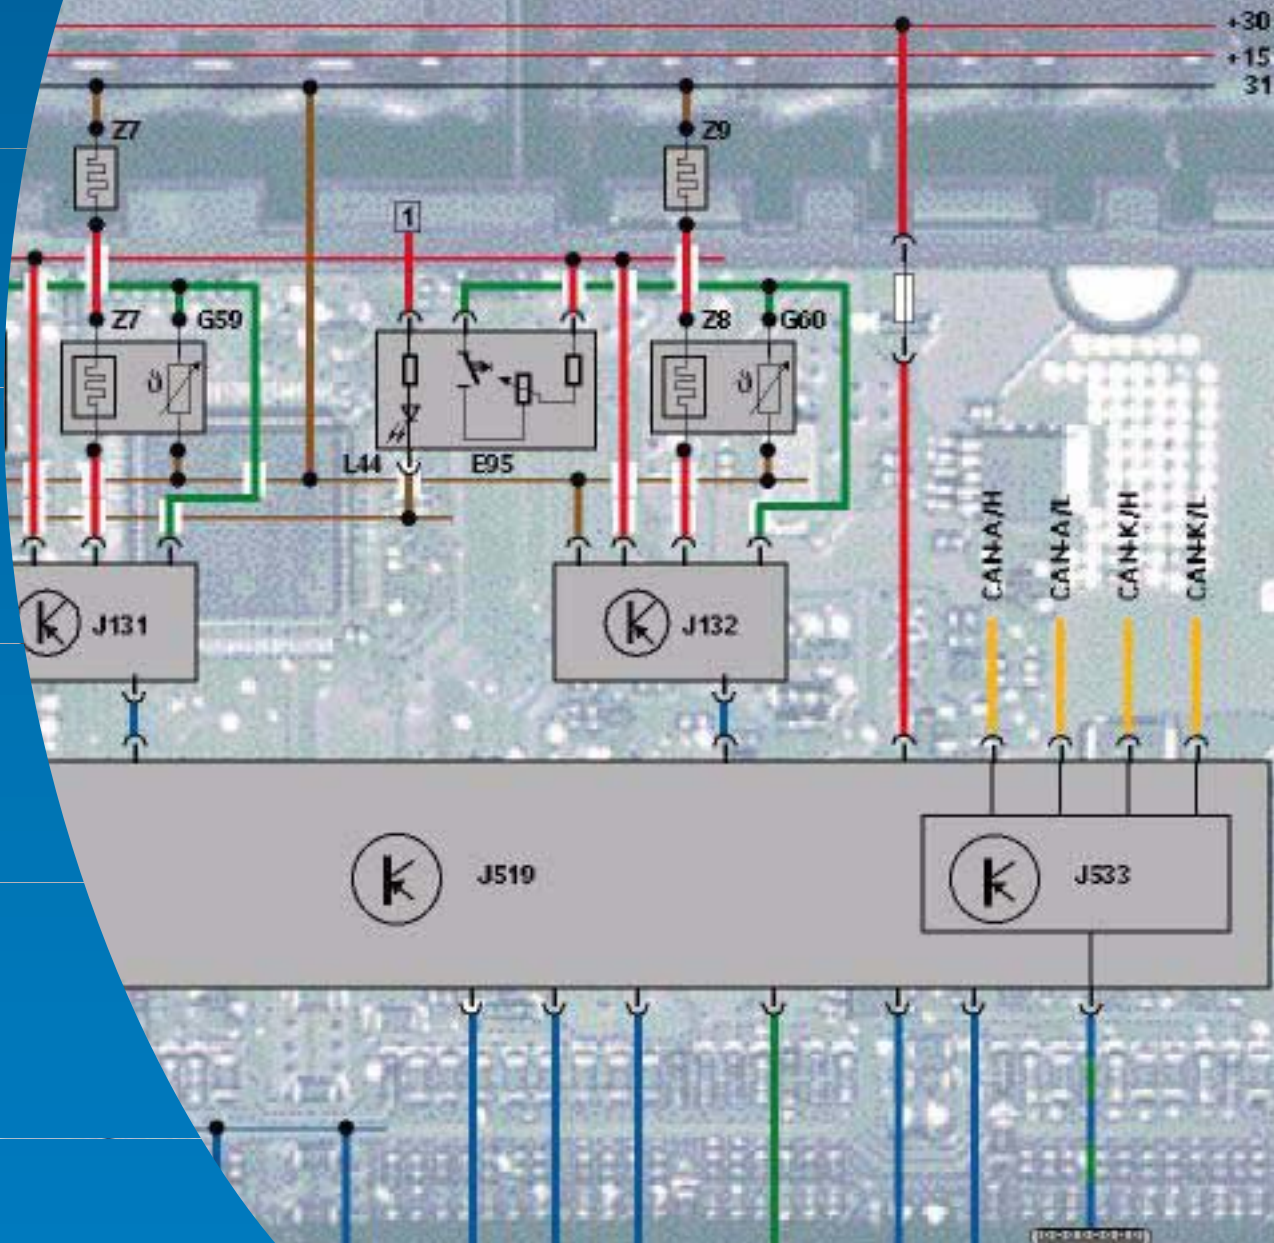 +30
+15
31
Z7
Z9
1
Z7
G59
Z8
G60
ϑ
ϑ
L44
E95
CAN-A/H
CAN-A/L
CAN-K/H
CAN-K/L
J131
J132
J519
J533